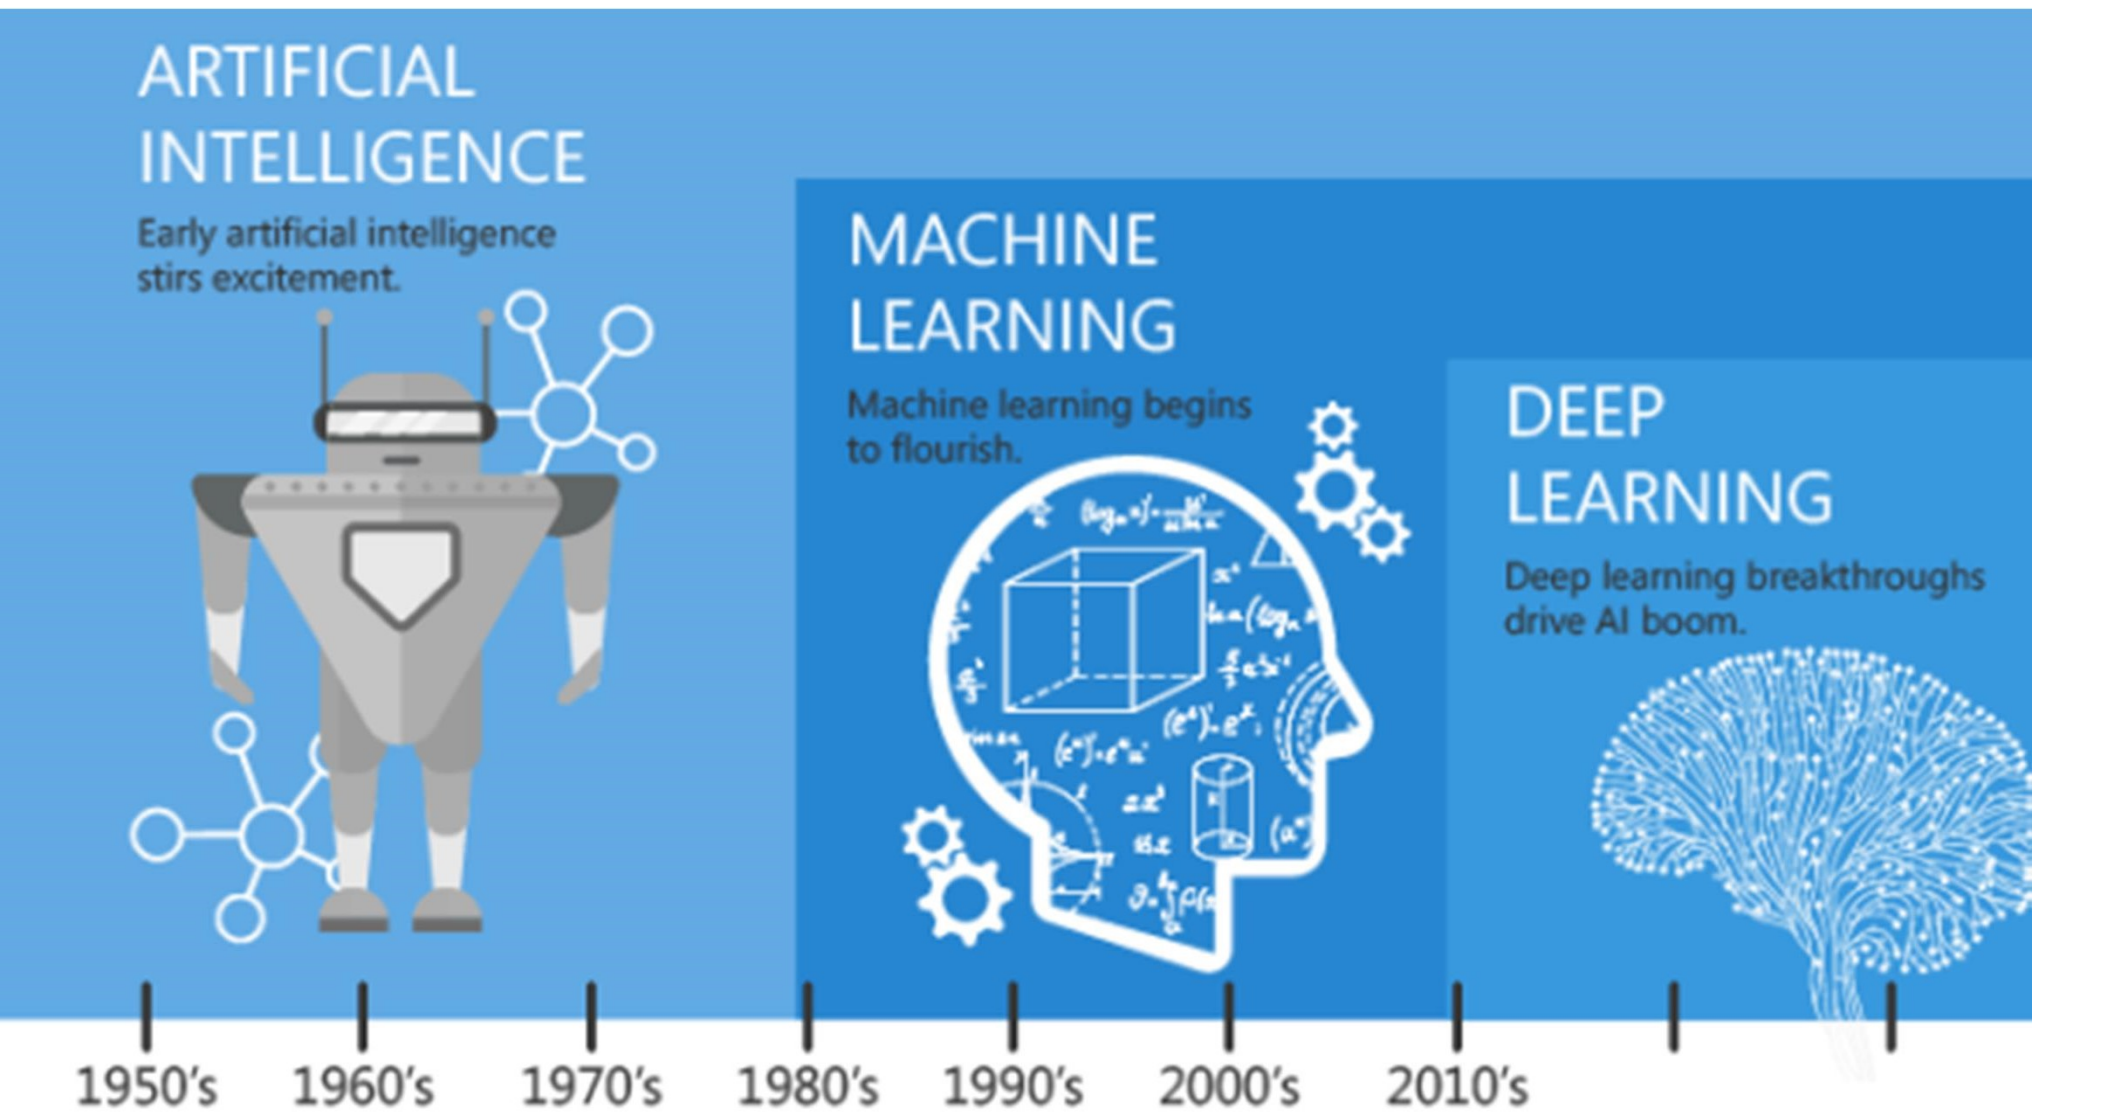 ARTIFICIAL
INTELLIGENCE
Early artificial intelligence
stirs excitement.
MACHINE
LEARNING
Machine learning begins
to flourish.
DEEP
LEARNING
Deep learning breakthroughs
drive AI boom.
1950's 1960's 1970's 1980's 1990's 2000's 2010's